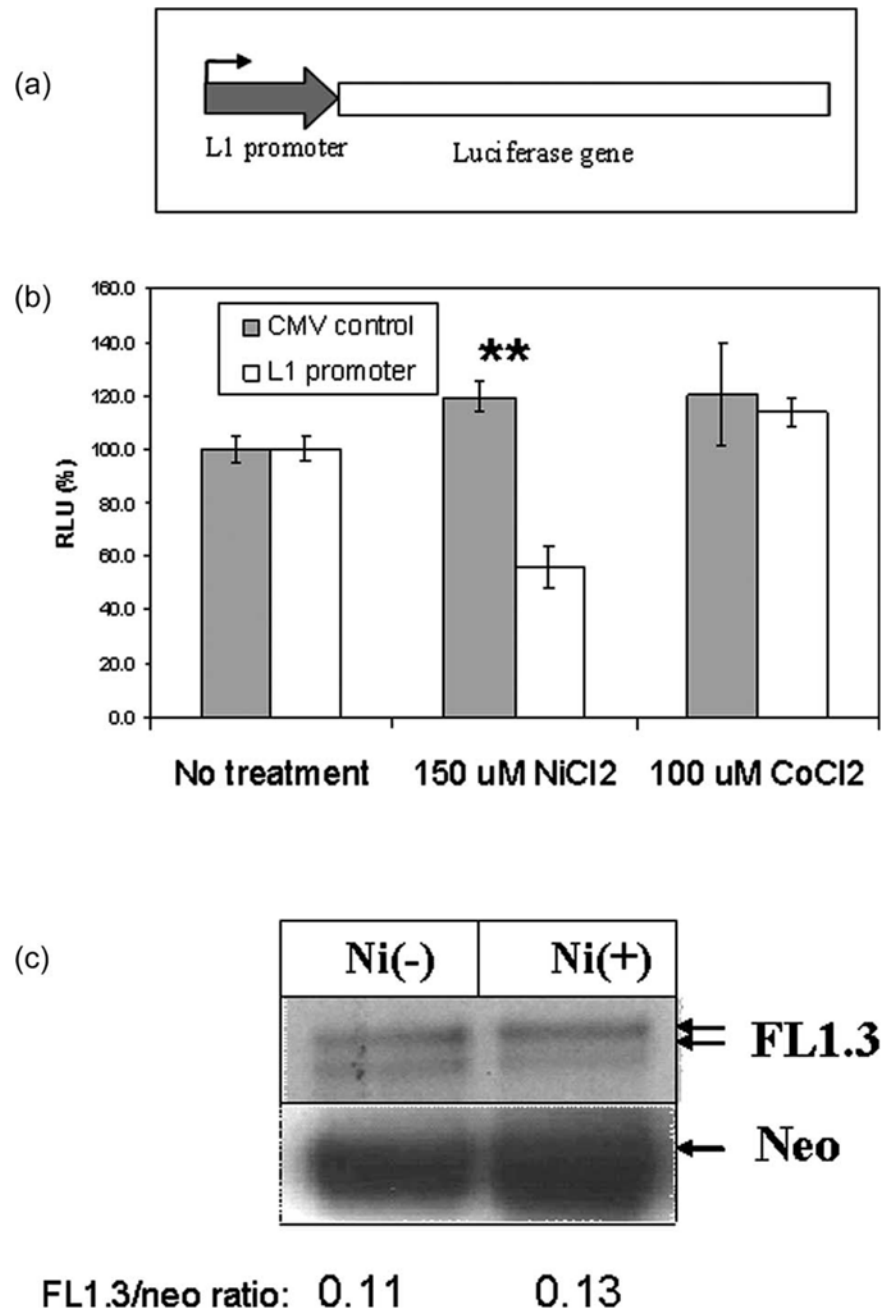 (a)
L1 promoter Luciferase gene
(b)
160.0
140.0
120.0
100.0
80.0
60.0
40.0
20.0
0.0
RLU (%)
CMV control
L1 promoter
**
No treatment 150 uM NiCl2 100 uM CoCl2
(c)
Ni(-) Ni(+)
FL1.3
Neo
FL1.3/neo ratio: 0.11 0.13